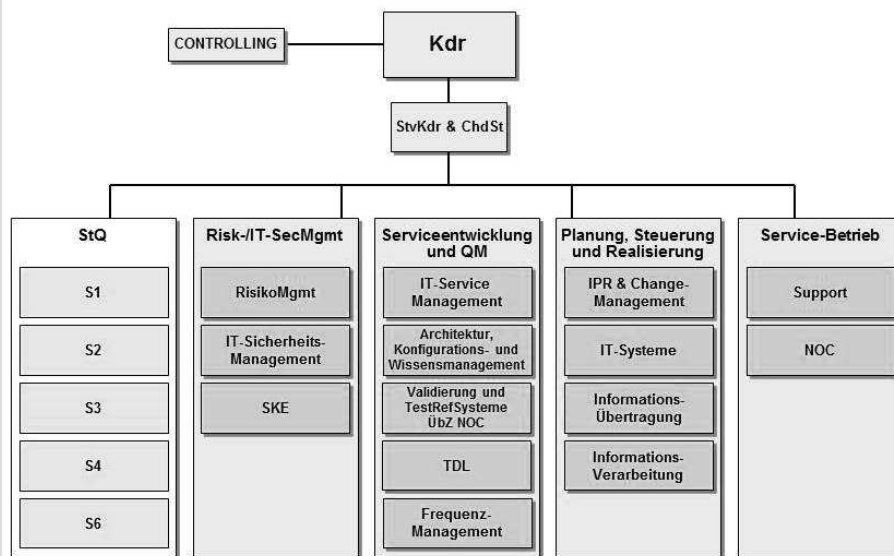 Kdr
CONTROLLING
StvKdr & ChdSt
StQ
S1
S2
S3
S4
S6
Risk-/IT-SecMgmt
RisikoMgmt
IT-Sicherheits-
Management
SKE
Serviceentwicklung
und QM
IT-Service
Management
Architektur,
Konfigurations- und
Wissensmanagement
Validierung und
TestRefSysteme
ÜbZ NOC
TDL
Frequenz-
Management
Planung, Steuerung
und Realisierung
IPR & Change-
Management
IT-Systeme
Informations-
Übertragung
Informations-
Verarbeitung
Service-Betrieb
Support
NOC